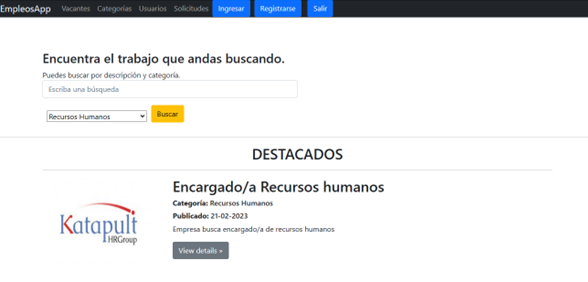 EmpleosApp Vacantes Categorias Usuarios Solicitudes Ingresar Registrarse Salir
Encuentra el trabajo que andas buscando.
Puedes buscar por descripción y categoría.
Escriba una búsqueda
Recursos Humanos Buscar
DESTACADOS
Encargado/a Recursos humanos
Categoría: Recursos Humanos
Publicado: 21-02-2023
Empresa busca encargado/a de recursos humanos
View details »
Katapult
HRGroup